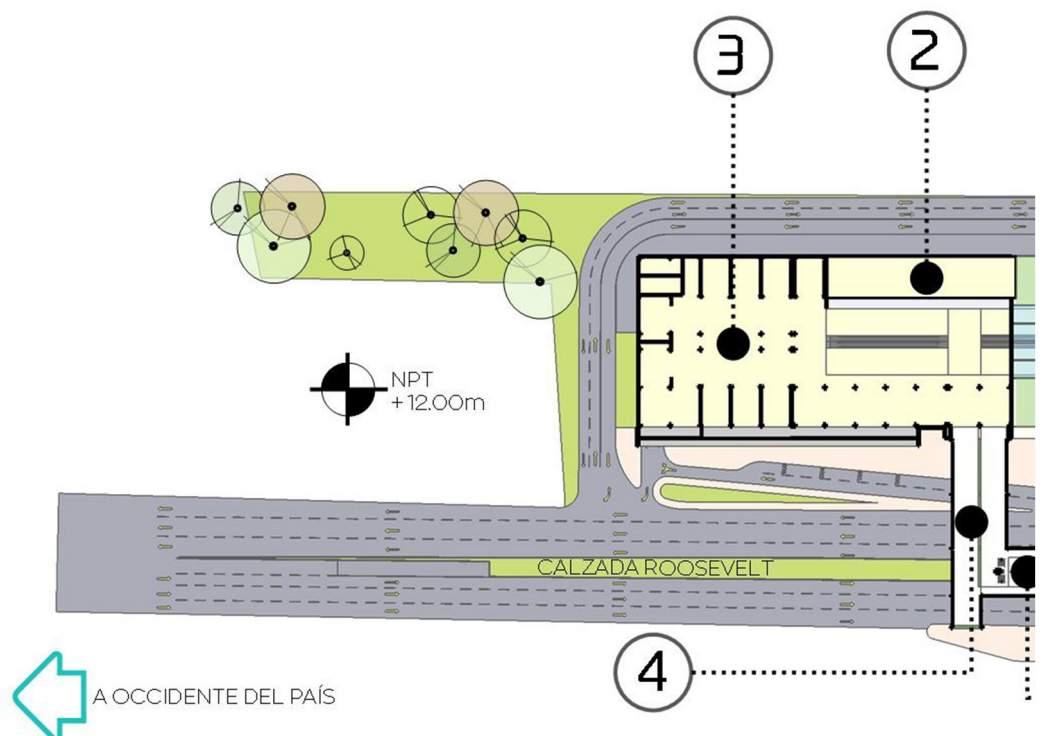 3
2
NPT
+12.00m
CALZADA ROOSEVELT
4
A OCCIDENTE DEL PAÍS